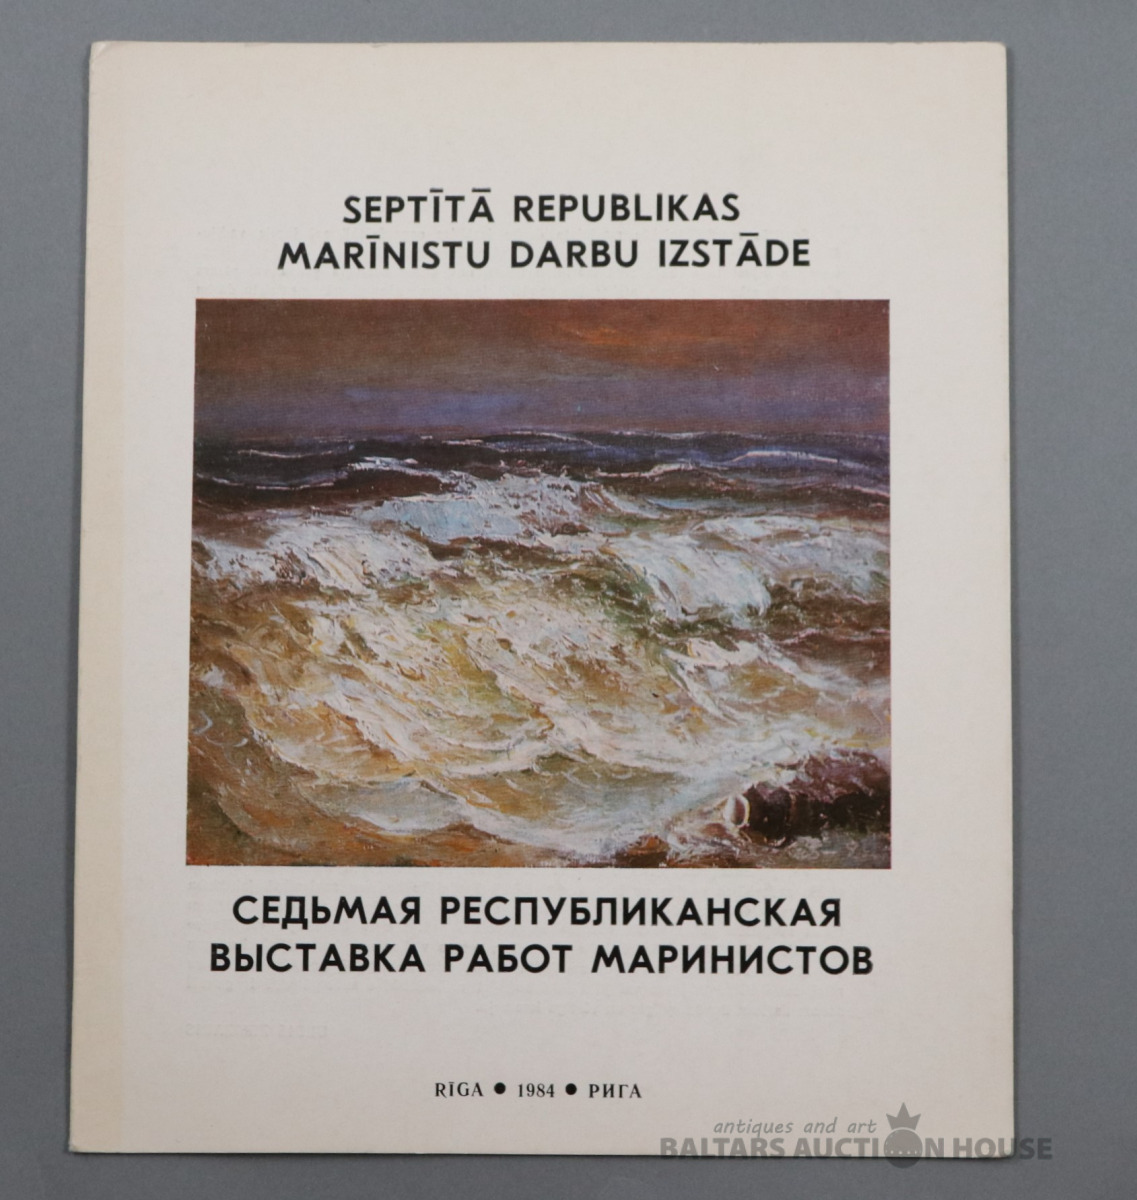 SEPTĪTĀ REPUBLIKAS
MARĪNISTU DARBU IZSTĀDE
СЕДЬМАЯ РЕСПУБЛИКАНСКАЯ
ВЫСТАВКА РАБОТ МАРИНИСТОВ
RĪGA ● 1984 ● РИГА
antiques and art
BALTARS AUCTION HOUSE